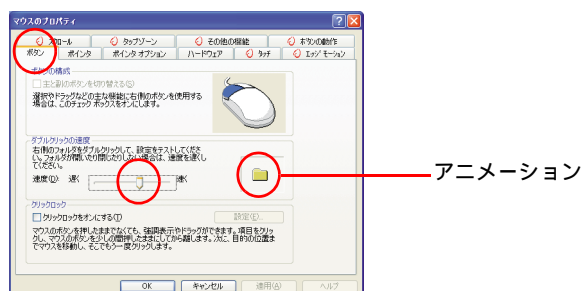 マウスのプロパティ
スクロール タップゾーン その他の機能 ボタンの動作
ボタン ポインタ ポインタ オプション ハードウェア タッチ エッジ モーション
ボタンの構成
主と副のボタンを切り替える(S)
選択やドラッグなどの主な機能に右側のボタンを使用する
場合は、このチェック ボックスをオンにします。
ダブルクリックの速度
右側のフォルダをダブルクリックして、設定をテストしてくださ
い。フォルダが開いたり閉じたりしない場合は、速度を遅くし
てください。
速度(D): 遅く 速く
アニメーション
クリックロック
クリックロックをオンにする(T) 設定(E)...
マウスのボタンを押したままでなくても、強調表示やドラッグができます。項目をクリッ
クし、マウスのボタンを少しの間押したままにしてから離します。次に、目的の位置ま
でマウスを移動し、そこでもう一度クリックします。
OK キャンセル 適用(A) ヘルプ